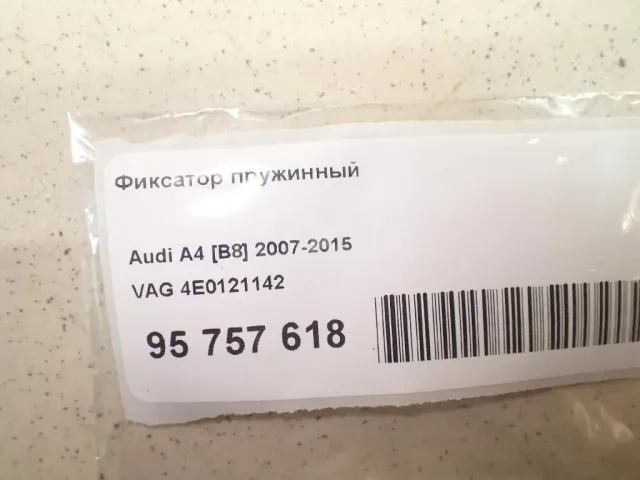 Фиксатор пружинный
Audi A4 [B8] 2007-2015
VAG 4E0121142
95 757 618